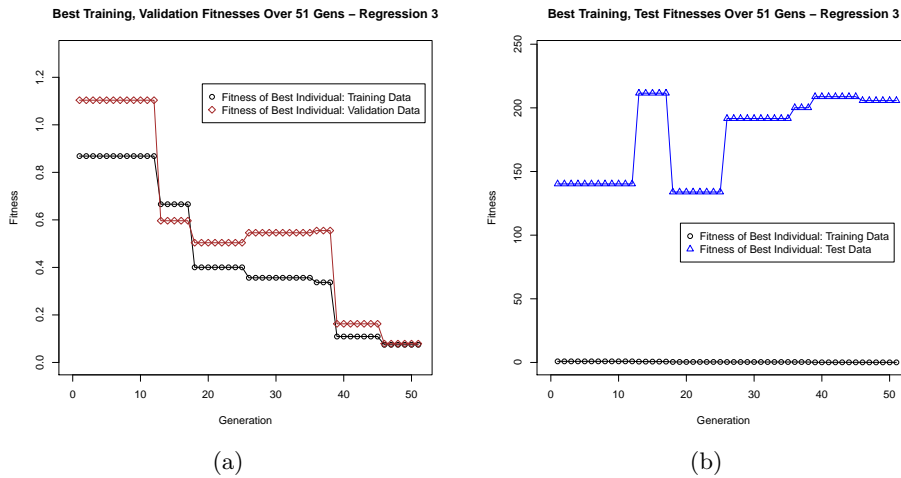 Best Training, Validation Fitnesses Over 51 Gens – Regression 3
Fitness
1.2
1.0
0.8
0.6
0.4
0.2
0.0
Fitness of Best Individual: Training Data
Fitness of Best Individual: Validation Data
0 10 20 30 40 50
Generation
(a)
Best Training, Test Fitnesses Over 51 Gens – Regression 3
Fitness
250
200
150
100
50
0
Fitness of Best Individual: Training Data
Fitness of Best Individual: Test Data
0 10 20 30 40 50
Generation
(b)